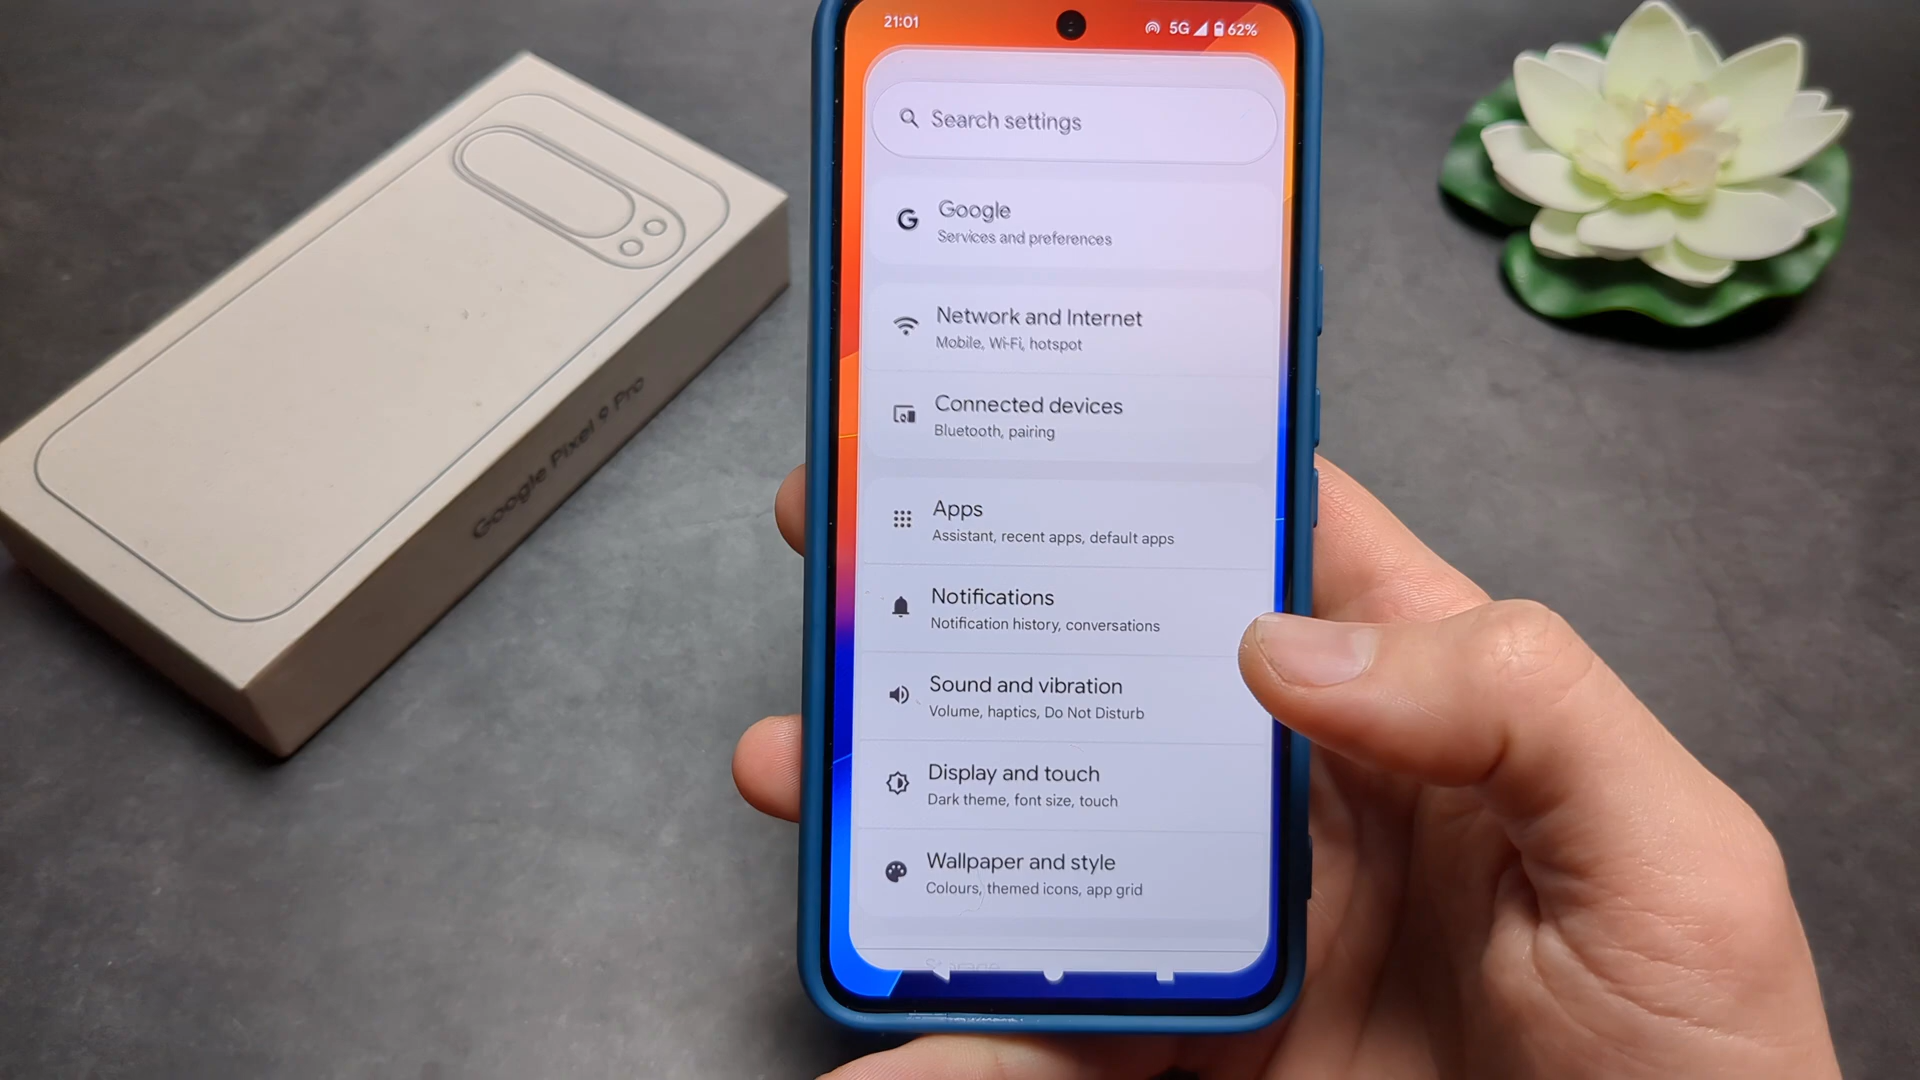 21:01
5G 62%
Search settings
Google
Services and preferences
Network and Internet
Mobile, Wi-Fi, hotspot
Connected devices
Bluetooth, pairing
Apps
Assistant, recent apps, default apps
Notifications
Notification history, conversations
Sound and vibration
Volume, haptics, Do Not Disturb
Display and touch
Dark theme, font size, touch
Wallpaper and style
Colours, themed icons, app grid
Storage
Google Pixel 9 Pro